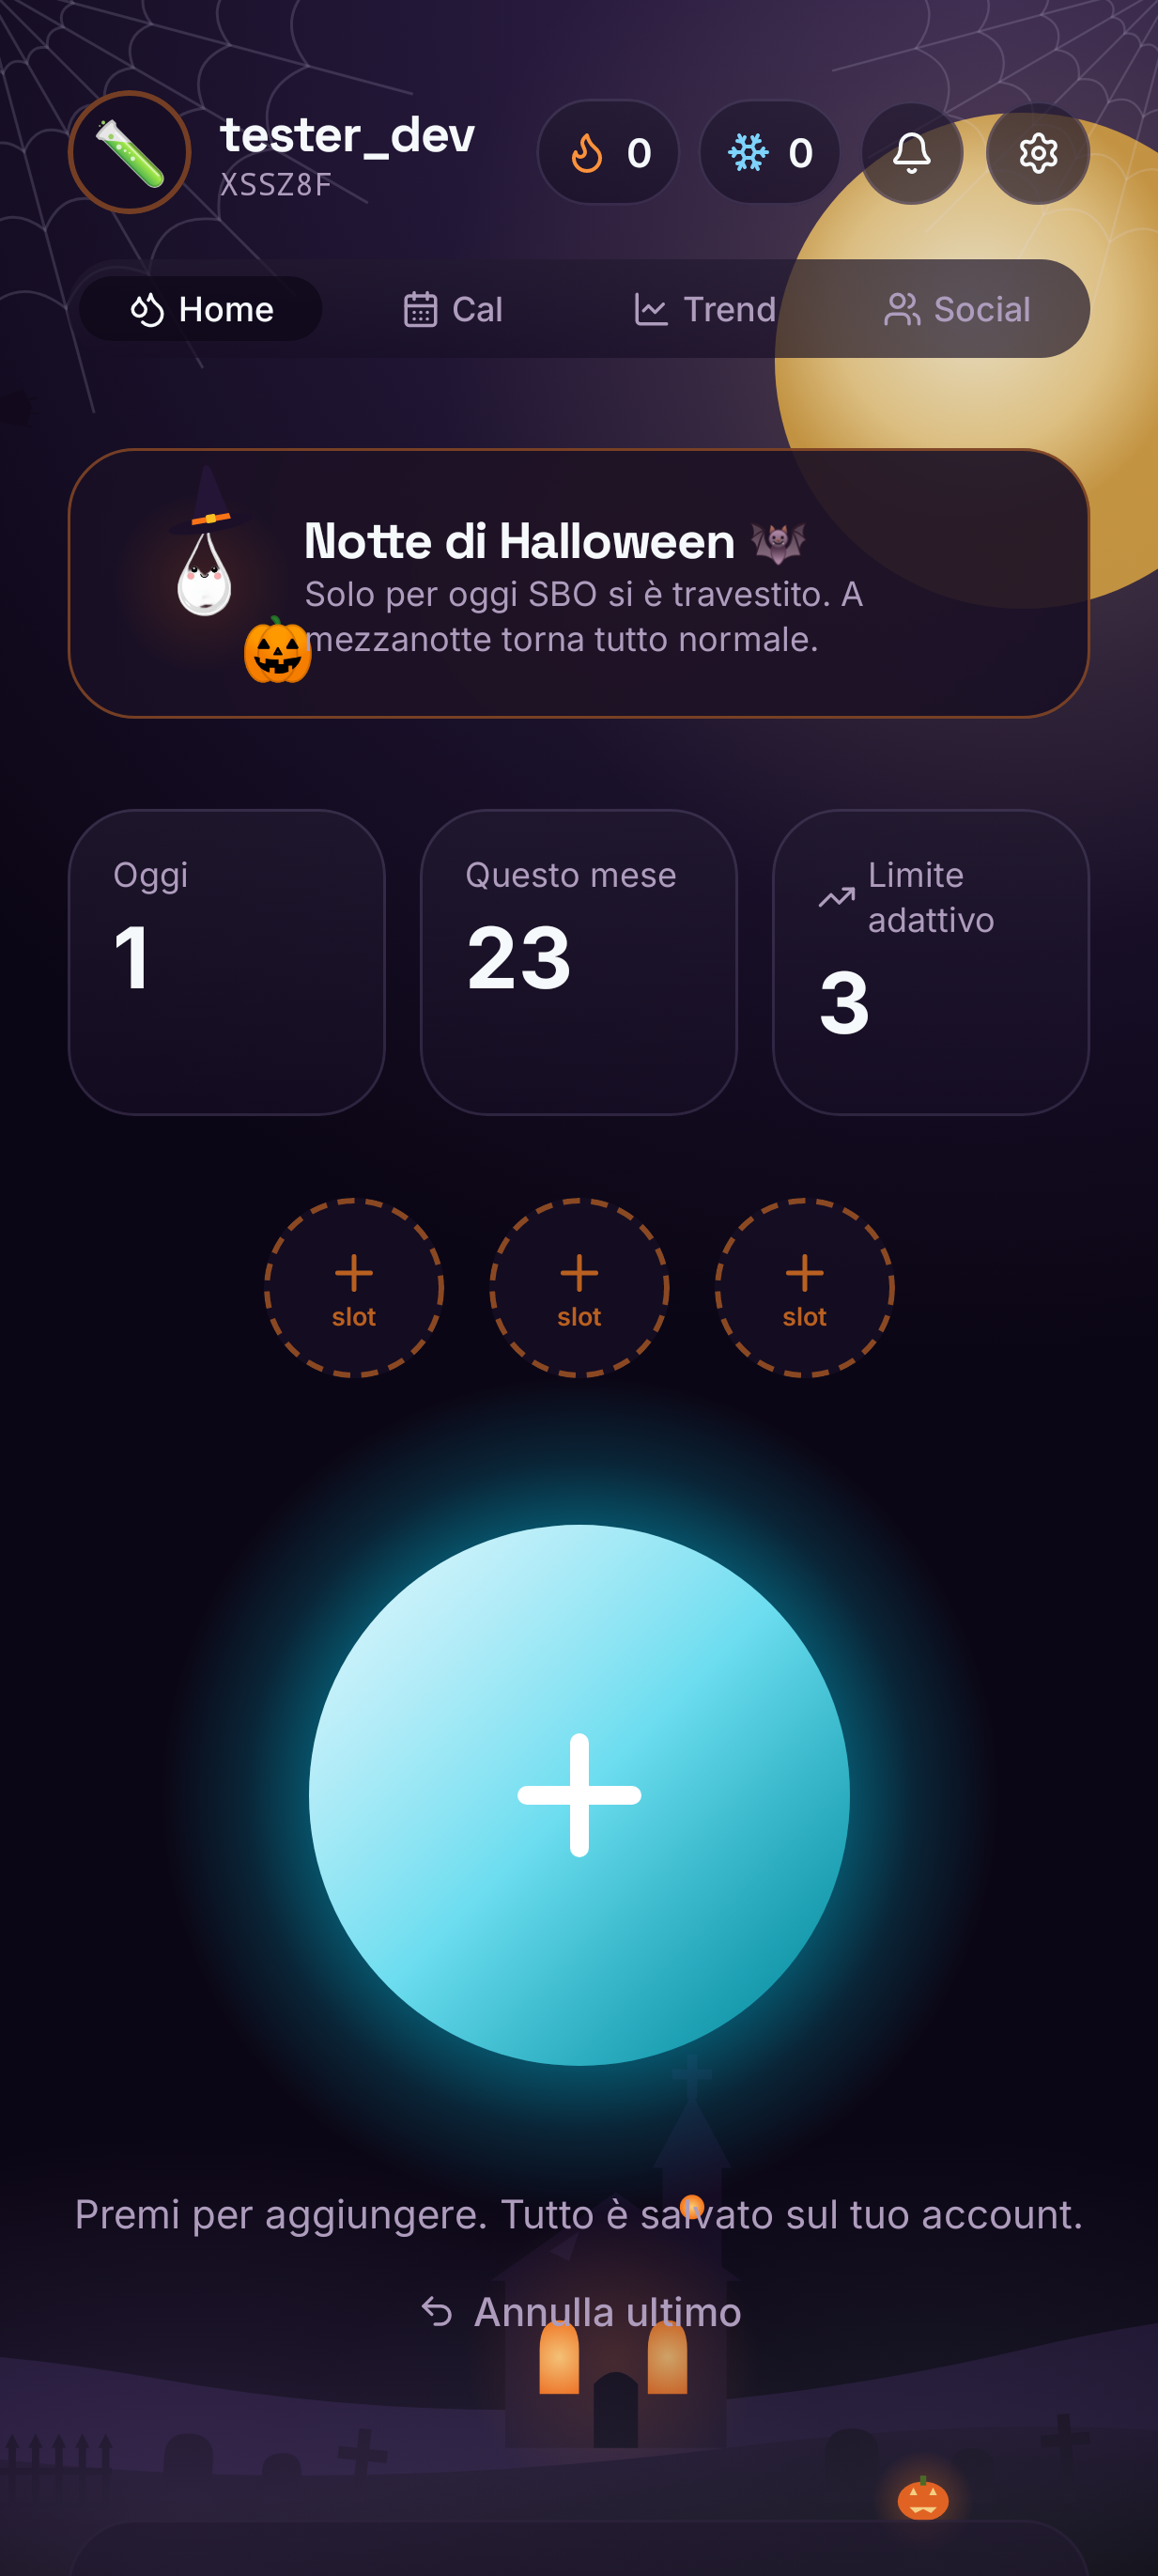 tester_dev
XSSZ8F
0
0
Home
Cal
Trend
Social
Notte di Halloween 🦇
Solo per oggi SBO si è travestito. A
mezzanotte torna tutto normale.
Oggi
1
Questo mese
23
Limite
adattivo
3
slot
slot
slot
Premi per aggiungere. Tutto è salvato sul tuo account.
Annulla ultimo